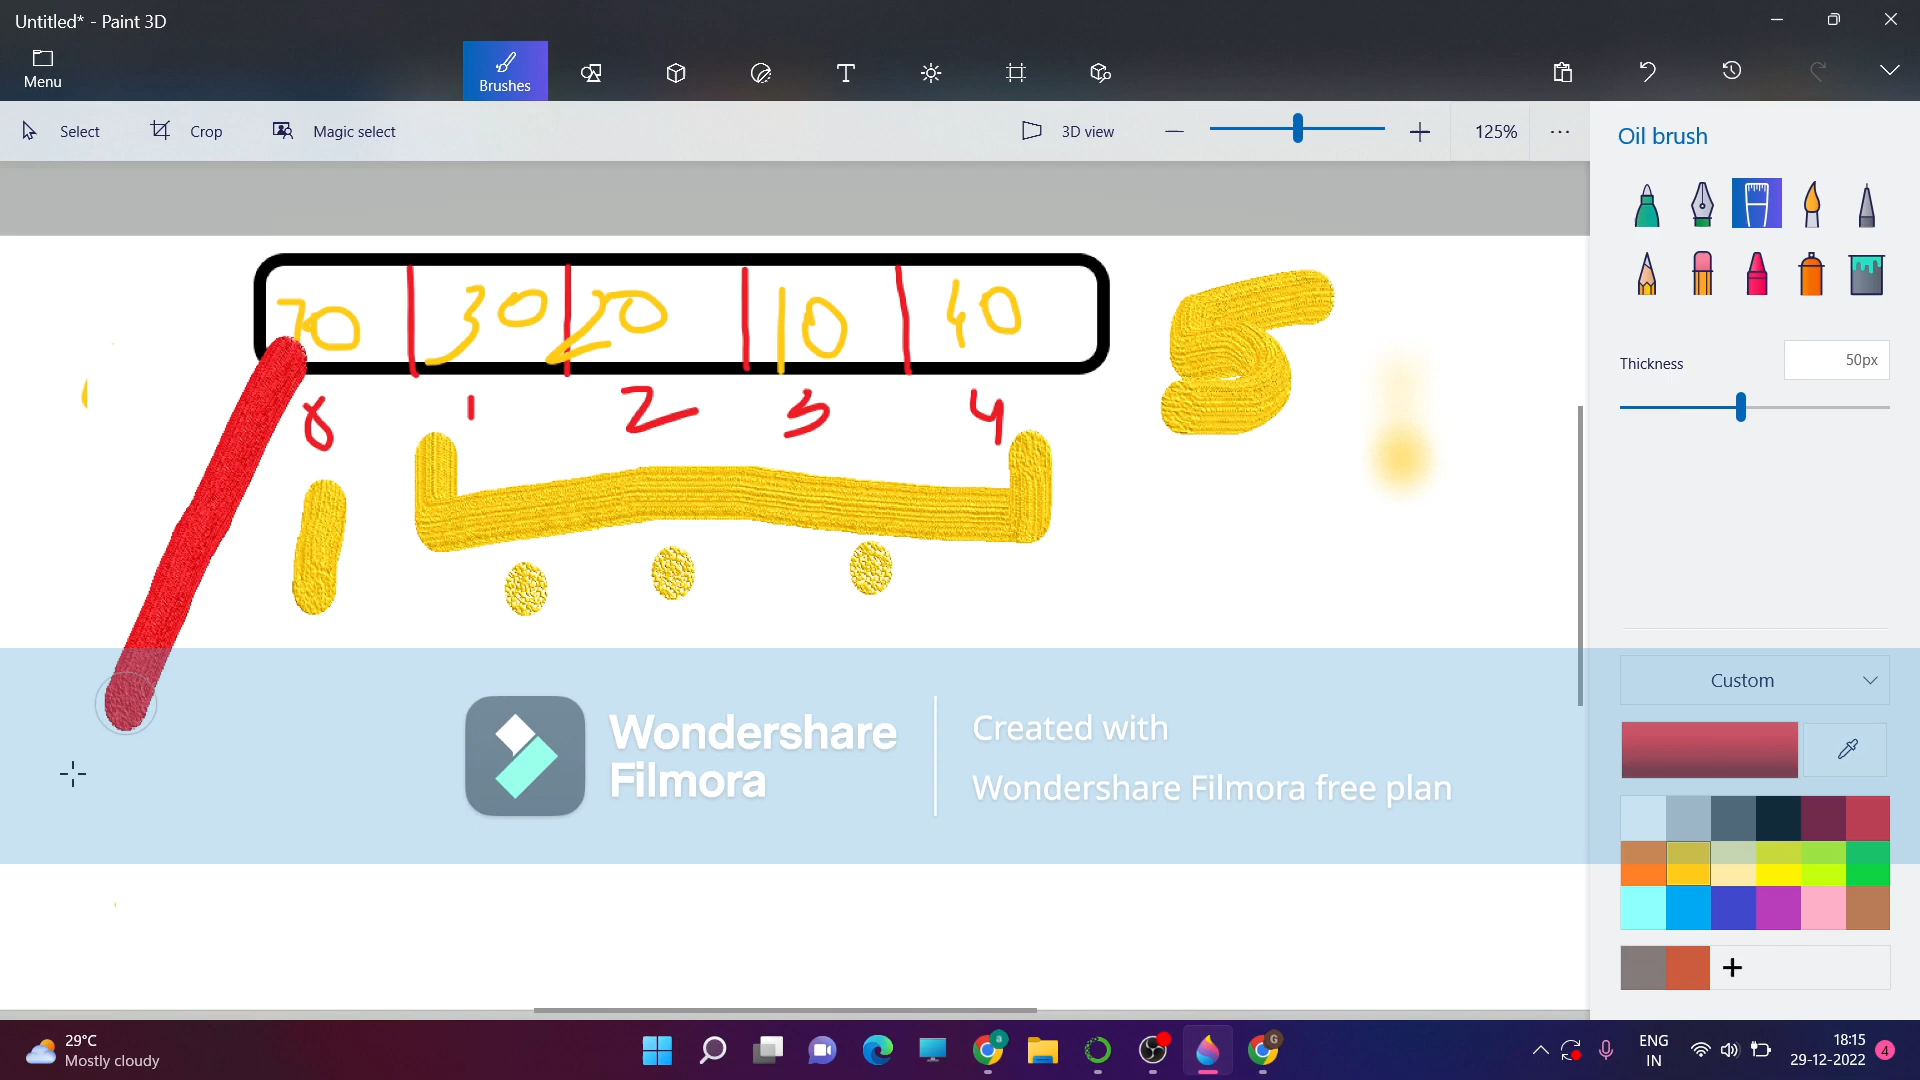 Untitled* - Paint 3D
Menu
Brushes
Select
Crop
Magic select
3D view
125%
Oil brush
Thickness
50px
70 30 20 10 40
5
0 1 2 3 4
Custom
Wondershare
Filmora
Created with
Wondershare Filmora free plan
29°C
Mostly cloudy
ENG
IN
18:15
29-12-2022
4